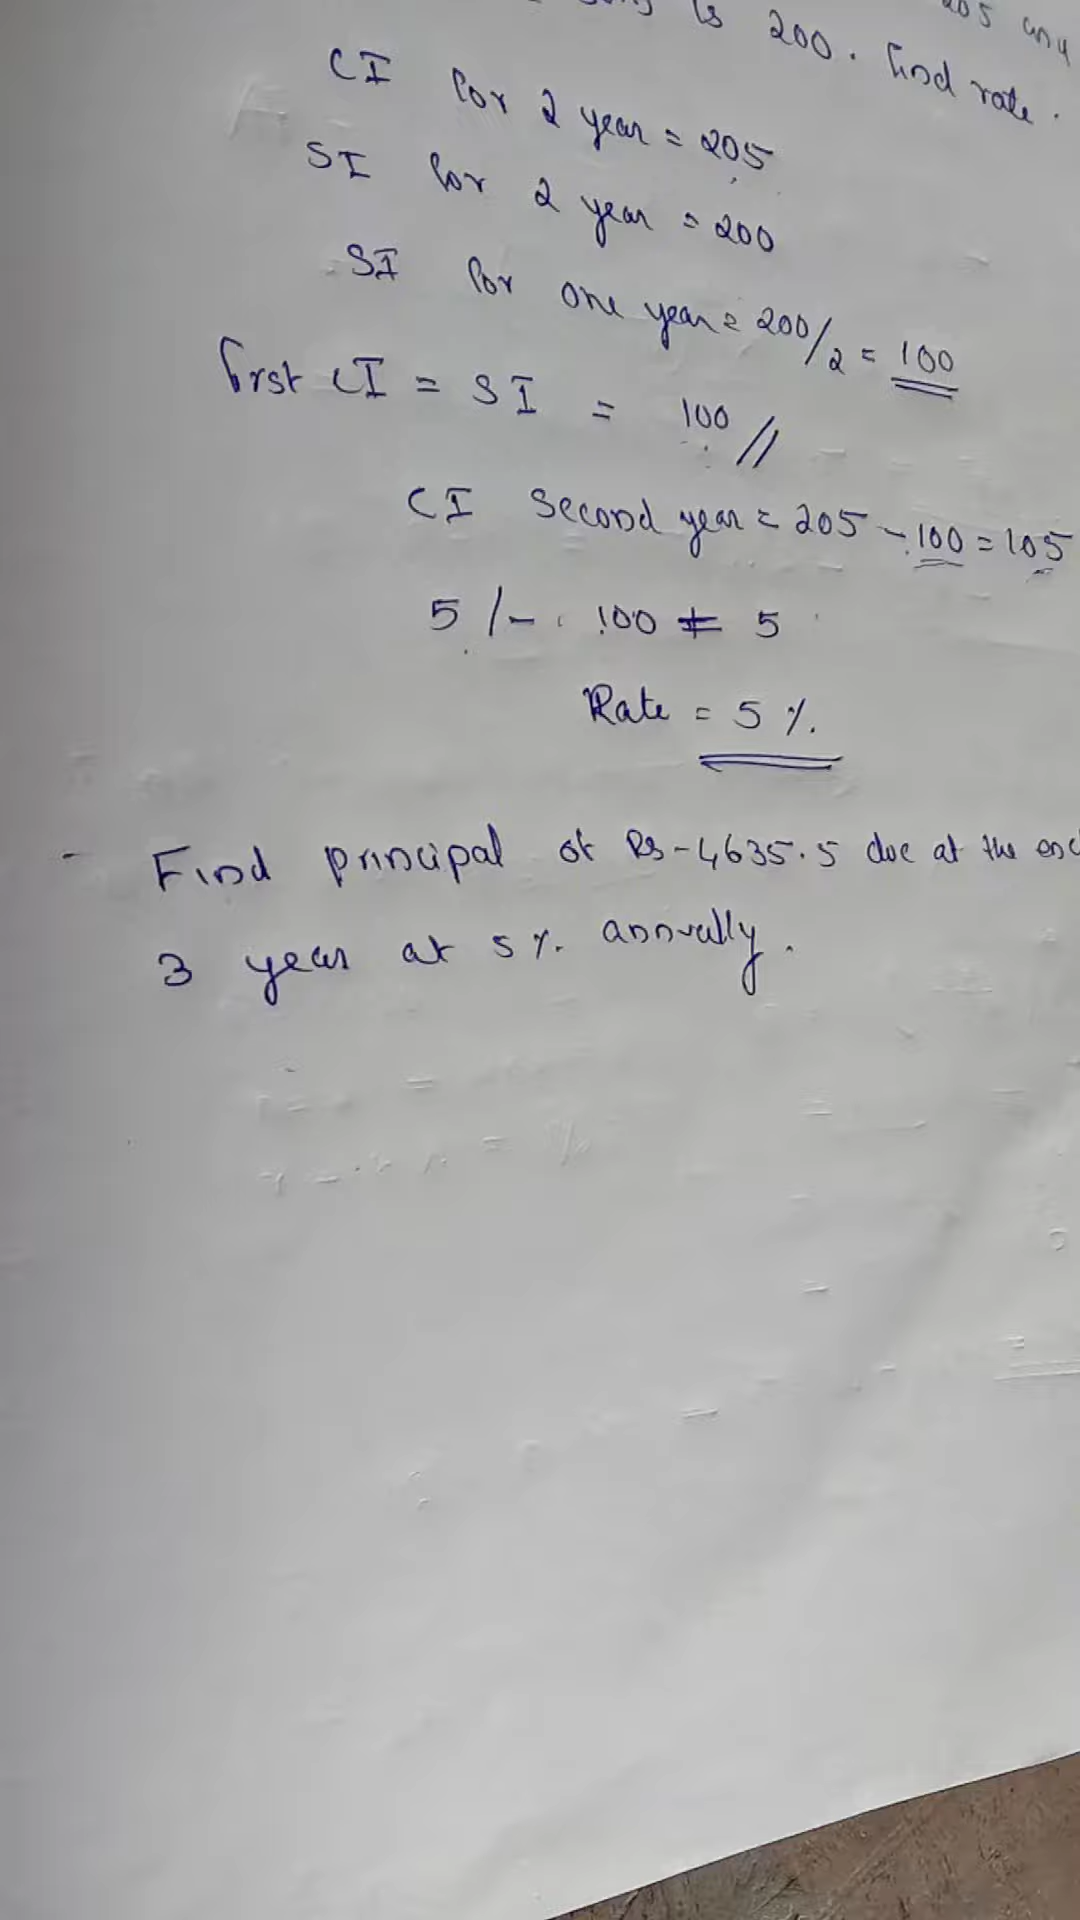 is 200. find rate.
CI for 2 year = 205
SI for 2 year = 200
SI for one year = 200/2 = 100
first CI = SI = 100 //
CI second year = 205 - 100 = 105
5 /- 100 = 5
Rate = 5 %.
- Find principal of Rs-4635.5 due at the
3 year at 5 %. annually.